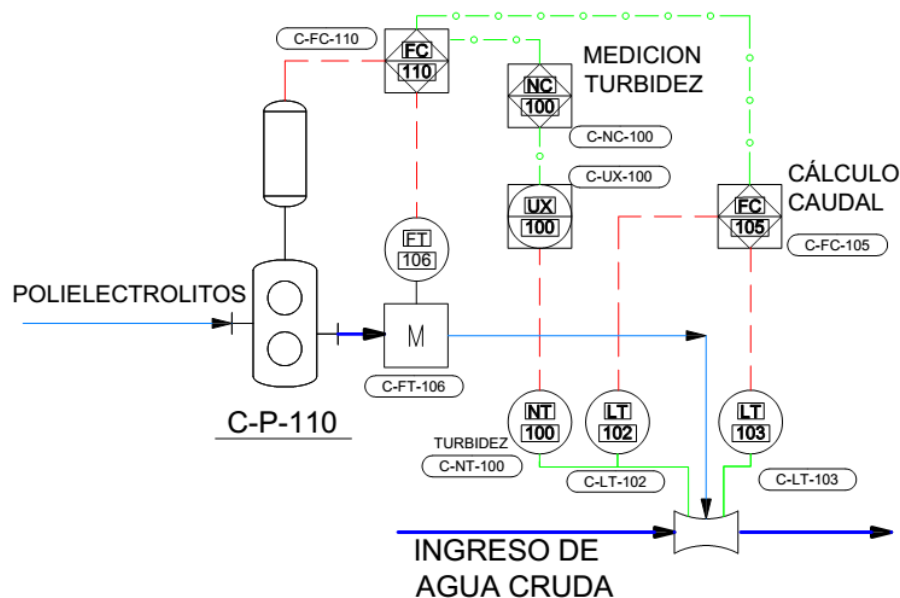 C-FC-110
FC
110
MEDICION
TURBIDEZ
NC
100
C-NC-100
C-UX-100
UX
100
CÁLCULO
CAUDAL
FC
105
C-FC-105
FT
106
POLIELECTROLITOS
M
C-FT-106
C-P-110
NT
100
LT
102
LT
103
TURBIDEZ
C-NT-100
C-LT-102
C-LT-103
INGRESO DE
AGUA CRUDA